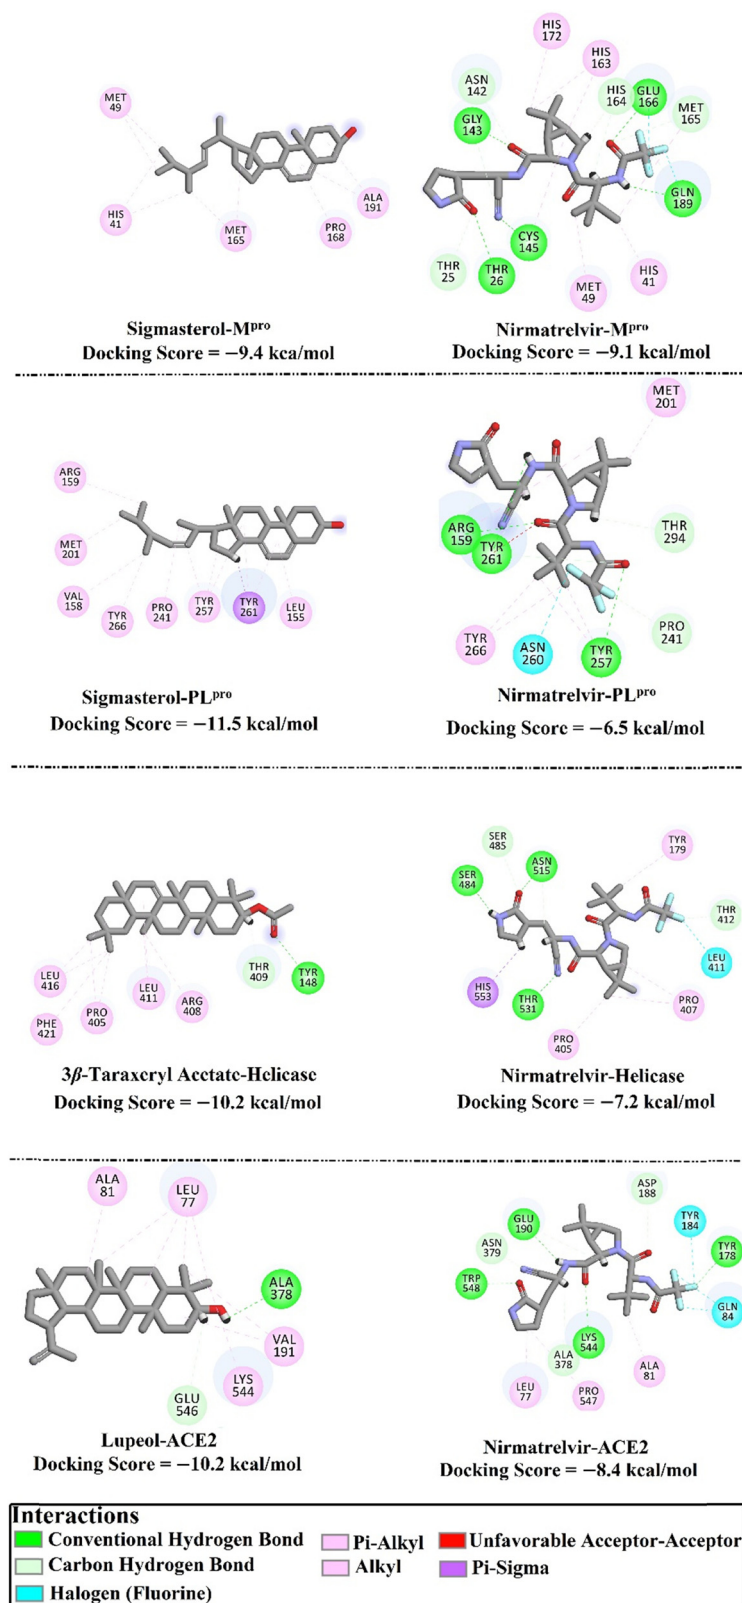 HIS
172
HIS
163
ASN
142
HIS
164
GLU
166
MET
165
GLY
143
MET
49
GLN
189
HIS
41
MET
165
PRO
168
ALA
191
CYS
145
THR
25
THR
26
MET
49
HIS
41
Sigmasterol-Mpro
Docking Score = −9.4 kca/mol
Nirmatrelvir-Mpro
Docking Score = −9.1 kcal/mol
MET
201
ARG
159
MET
201
VAL
158
TYR
266
PRO
241
TYR
257
TYR
261
LEU
155
ARG
159
TYR
261
THR
294
TYR
266
ASN
260
TYR
257
PRO
241
Sigmasterol-PLpro
Docking Score = −11.5 kcal/mol
Nirmatrelvir-PLpro
Docking Score = −6.5 kcal/mol
LEU
416
PHE
421
PRO
405
LEU
411
ARG
408
THR
409
TYR
148
SER
485
SER
484
ASN
515
TYR
179
THR
412
LEU
411
HIS
553
THR
531
PRO
405
PRO
407
3β-Taraxeryl Acetate-Helicase
Docking Score = −10.2 kcal/mol
Nirmatrelvir-Helicase
Docking Score = −7.2 kcal/mol
ALA
81
LEU
77
ALA
378
VAL
191
LYS
544
GLU
546
ASP
188
GLU
190
TYR
184
ASN
379
TYR
178
TRP
548
GLN
84
LYS
544
ALA
378
LEU
77
PRO
547
ALA
81
Lupeol-ACE2
Docking Score = −10.2 kcal/mol
Nirmatrelvir-ACE2
Docking Score = −8.4 kcal/mol
Interactions
Conventional Hydrogen Bond
Pi-Alkyl
Unfavorable Acceptor-Acceptor
Carbon Hydrogen Bond
Alkyl
Pi-Sigma
Halogen (Fluorine)